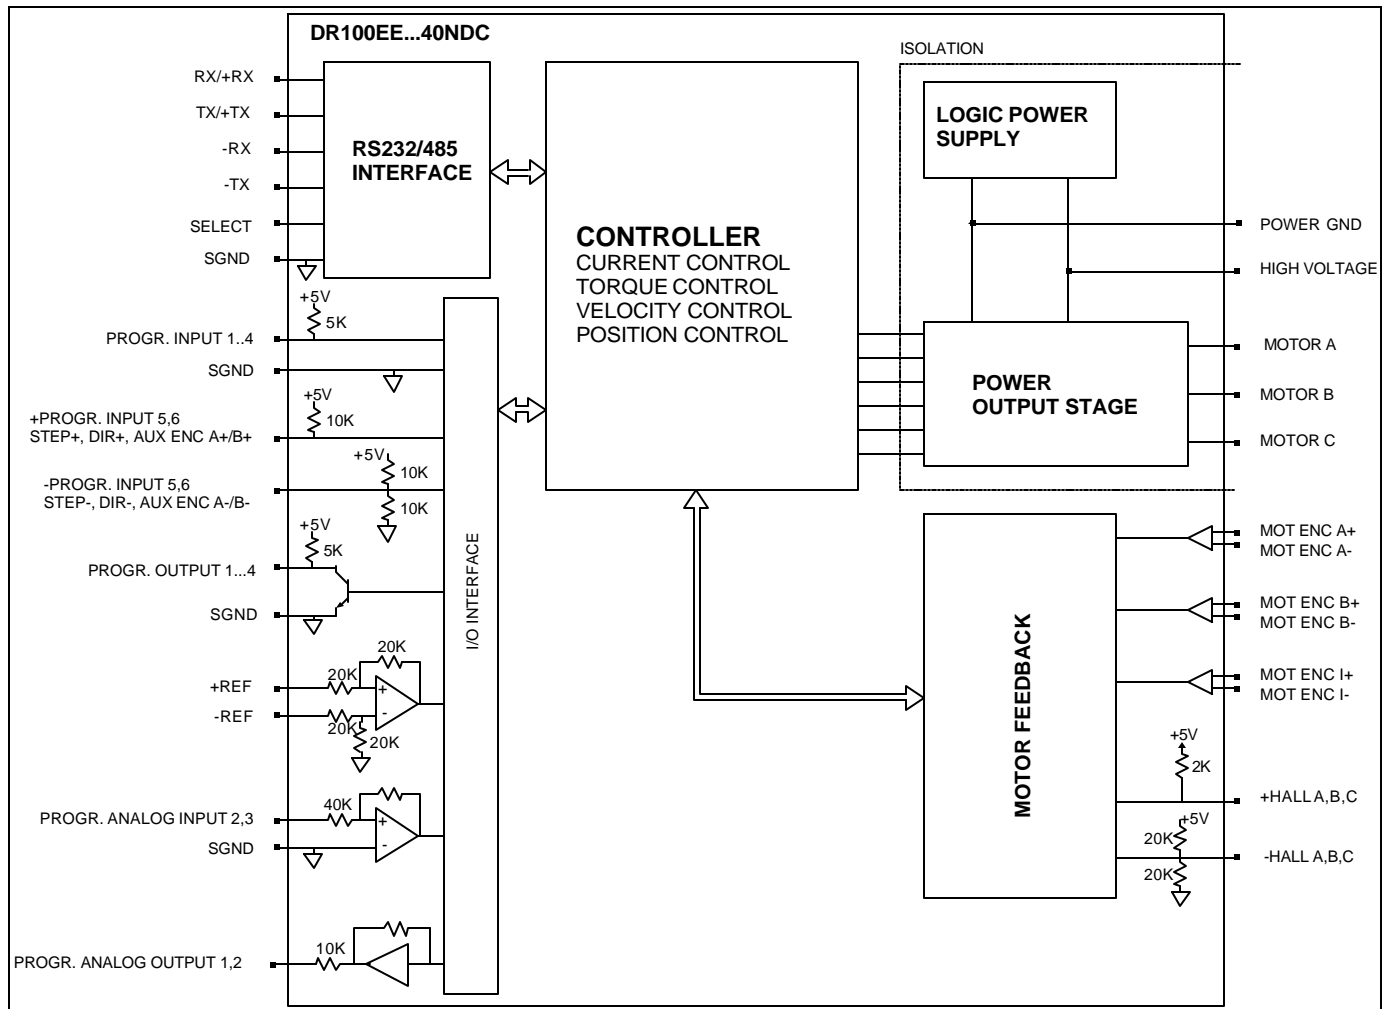 DR100EE...40NDC
ISOLATION
RX/+RX
TX/+TX
-RX
-TX
SELECT
SGND
RS232/485
INTERFACE
CONTROLLER
CURRENT CONTROL
TORQUE CONTROL
VELOCITY CONTROL
POSITION CONTROL
LOGIC POWER
SUPPLY
POWER GND
HIGH VOLTAGE
POWER
OUTPUT STAGE
MOTOR A
MOTOR B
MOTOR C
+5V
5K
PROGR. INPUT 1..4
SGND
+5V
10K
+PROGR. INPUT 5,6
STEP+, DIR+, AUX ENC A+/B+
+5V
10K
10K
-PROGR. INPUT 5,6
STEP-, DIR-, AUX ENC A-/B-
+5V
5K
PROGR. OUTPUT 1...4
SGND
I/O INTERFACE
20K
20K
+REF
+
-REF
-
20K
20K
40K
PROGR. ANALOG INPUT 2,3
+
SGND
-
10K
PROGR. ANALOG OUTPUT 1,2
MOTOR FEEDBACK
MOT ENC A+
MOT ENC A-
MOT ENC B+
MOT ENC B-
MOT ENC I+
MOT ENC I-
+5V
2K
+HALL A,B,C
+5V
20K
-HALL A,B,C
20K